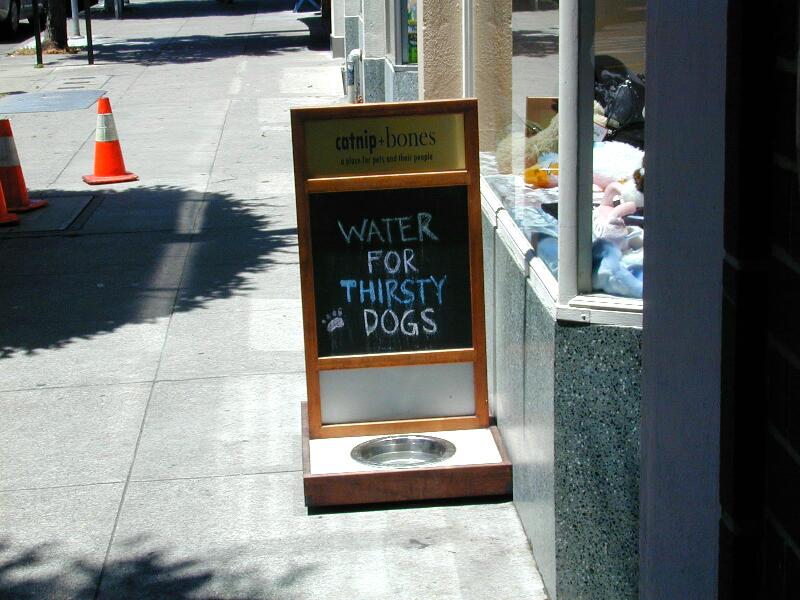 catnip+bones
a place for pets and their people
WATER
FOR
THIRSTY
DOGS